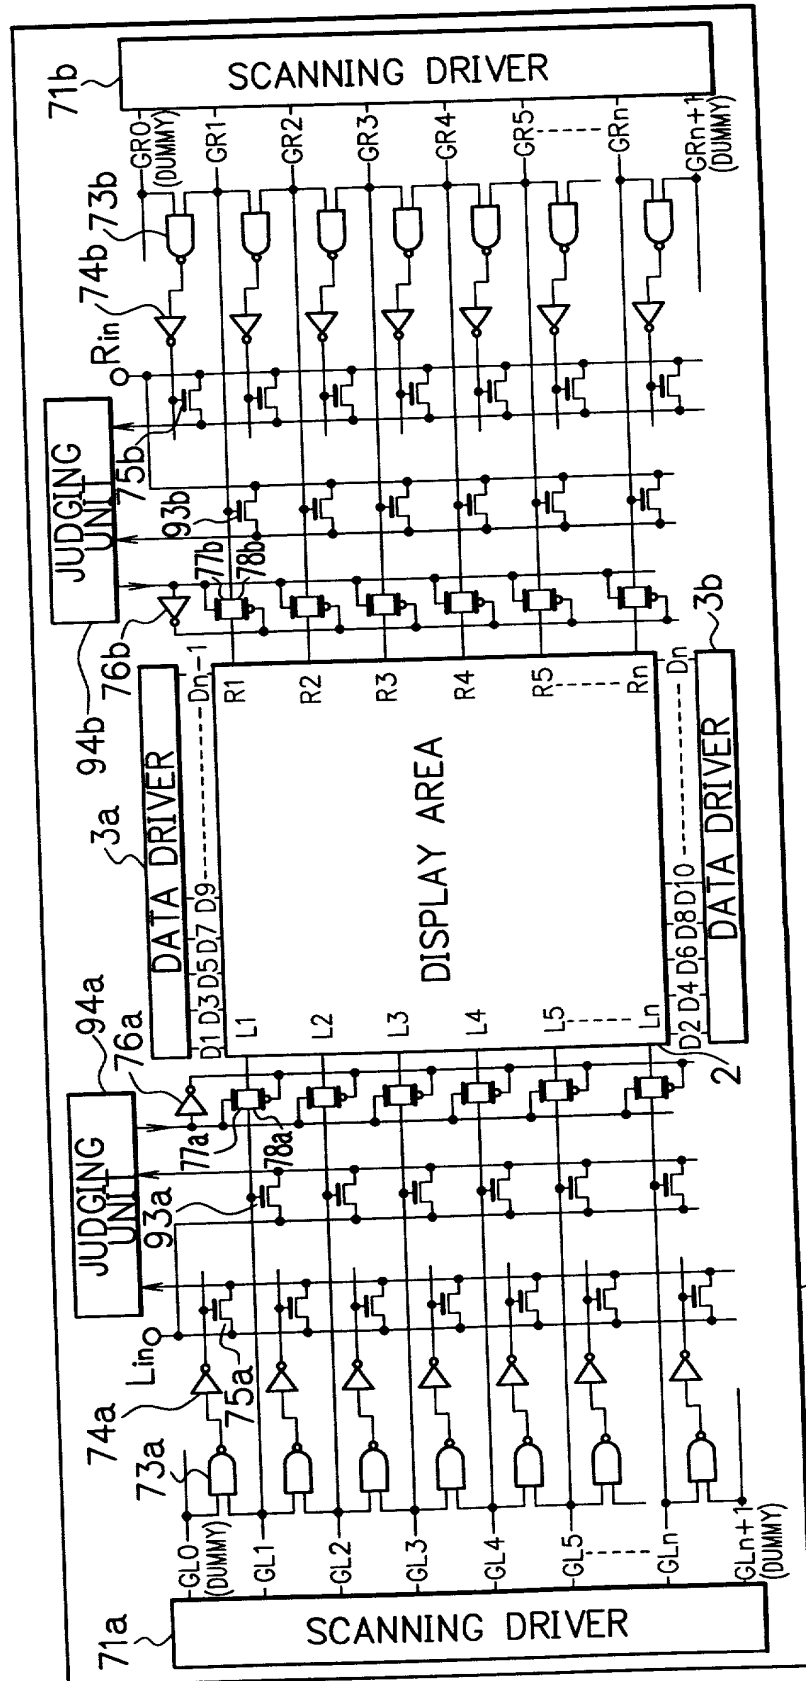 71b
SCANNING DRIVER
GR0
(DUMMY)
GR1
GR2
GR3
GR4
GR5
GRn
GRn+1
(DUMMY)
73b
74b
Rin
75b
JUDGING
UNIT
93b
77b
78b
76b
94b
3a
DATA DRIVER
D1 D3 D5 D7 D9 Dn-1
R1
R2
R3
R4
R5
Rn
DISPLAY AREA
L1
L2
L3
L4
L5
Ln
D2 D4 D6 D8 D10 Dn
DATA DRIVER
3b
2
94a
76a
JUDGING
UNIT
77a
78a
93a
Lin
75a
74a
73a
GL0
(DUMMY)
GL1
GL2
GL3
GL4
GL5
GLn
GLn+1
(DUMMY)
71a
SCANNING DRIVER